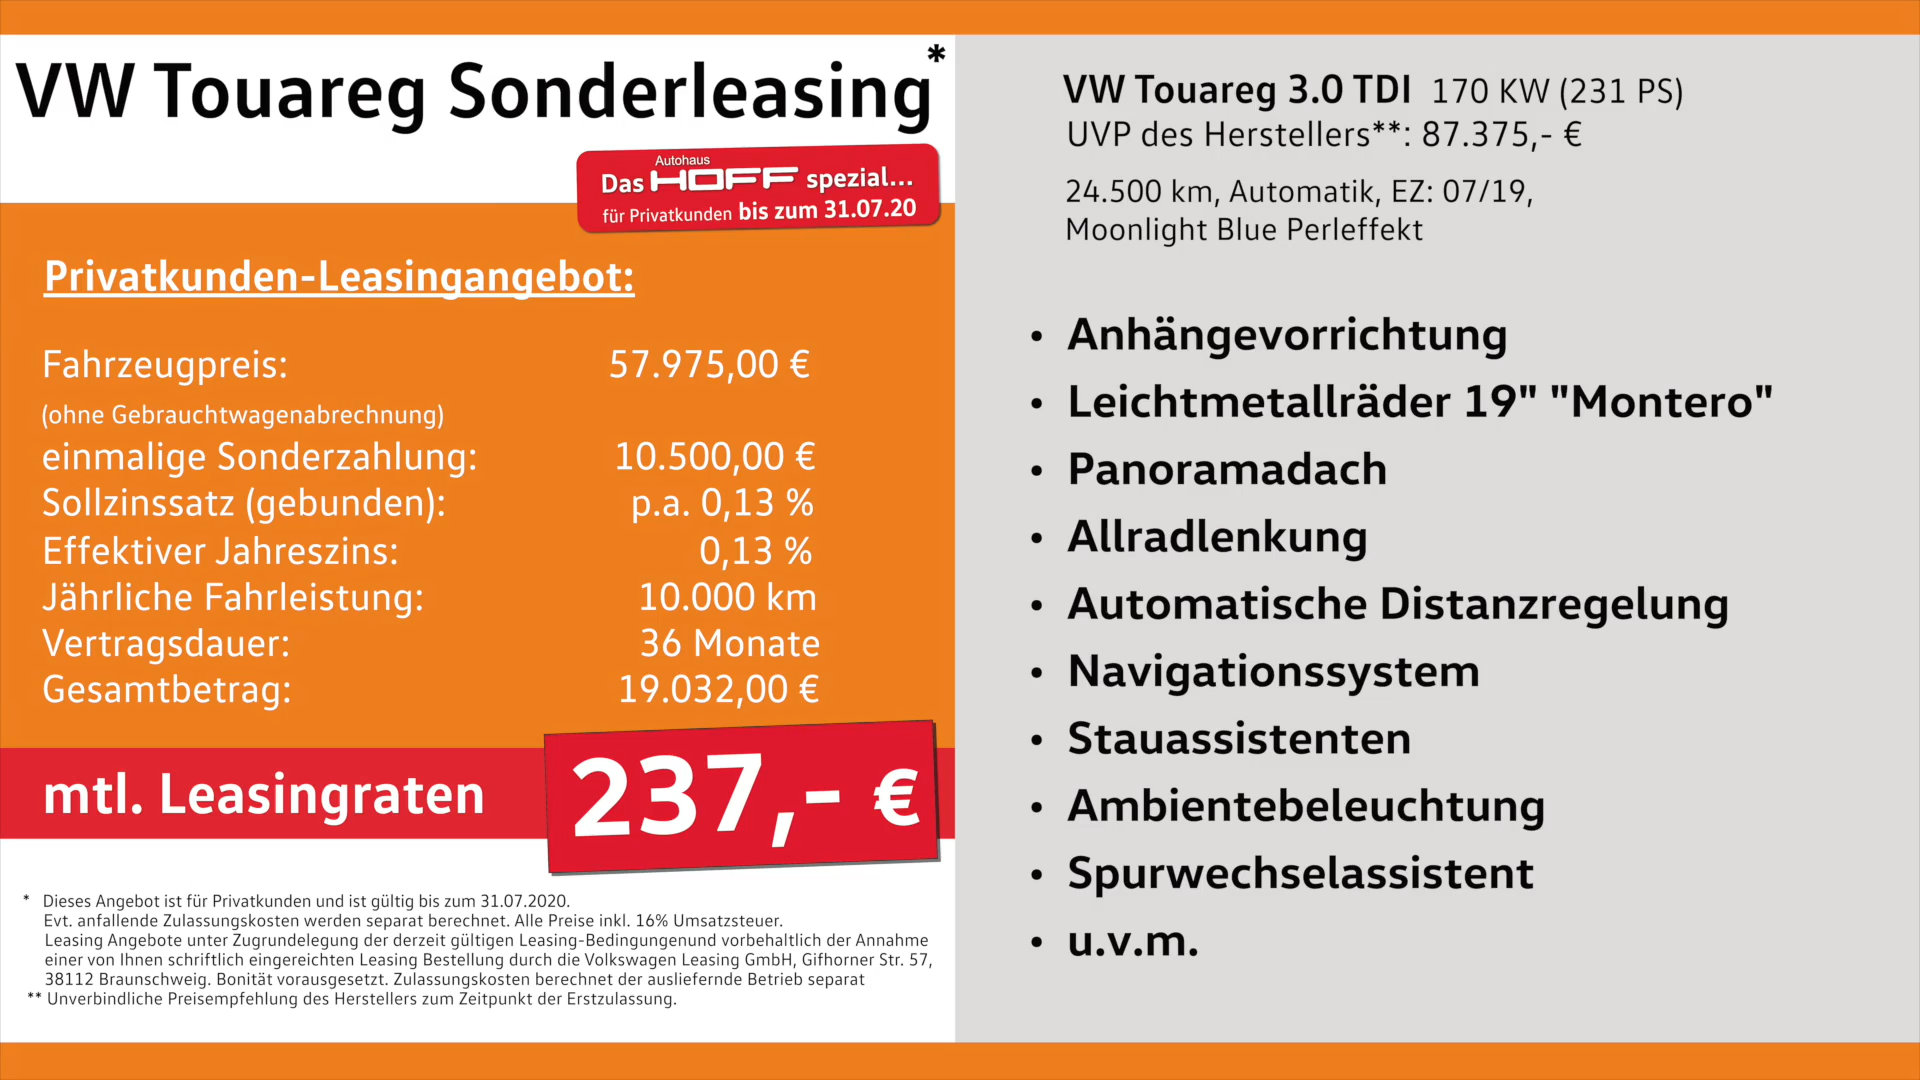 VW Touareg Sonderleasing*
Autohaus
Das HOFF spezial...
für Privatkunden bis zum 31.07.20
Privatkunden-Leasingangebot:
Fahrzeugpreis: 57.975,00 €
(ohne Gebrauchtwagenabrechnung)
einmalige Sonderzahlung: 10.500,00 €
Sollzinssatz (gebunden): p.a. 0,13 %
Effektiver Jahreszins: 0,13 %
Jährliche Fahrleistung: 10.000 km
Vertragsdauer: 36 Monate
Gesamtbetrag: 19.032,00 €
mtl. Leasingraten 237,- €
* Dieses Angebot ist für Privatkunden und ist gültig bis zum 31.07.2020.
Evt. anfallende Zulassungskosten werden separat berechnet. Alle Preise inkl. 16% Umsatzsteuer.
Leasing Angebote unter Zugrundelegung der derzeit gültigen Leasing-Bedingungenund vorbehaltlich der Annahme
einer von Ihnen schriftlich eingereichten Leasing Bestellung durch die Volkswagen Leasing GmbH, Gifhorner Str. 57,
38112 Braunschweig. Bonität vorausgesetzt. Zulassungskosten berechnet der ausliefernde Betrieb separat
** Unverbindliche Preisempfehlung des Herstellers zum Zeitpunkt der Erstzulassung.
VW Touareg 3.0 TDI 170 KW (231 PS)
UVP des Herstellers**: 87.375,- €
24.500 km, Automatik, EZ: 07/19,
Moonlight Blue Perleffekt
• Anhängevorrichtung
• Leichtmetallräder 19" "Montero"
• Panoramadach
• Allradlenkung
• Automatische Distanzregelung
• Navigationssystem
• Stauassistenten
• Ambientebeleuchtung
• Spurwechselassistent
• u.v.m.